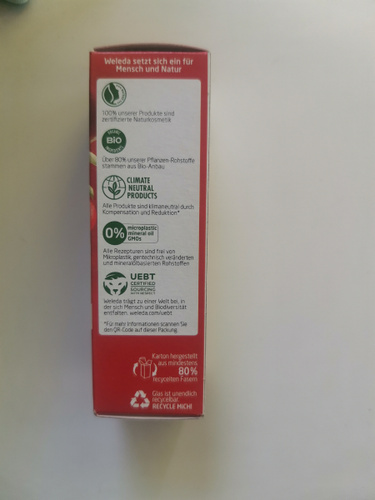 Weleda setzt sich ein für
Mensch und Natur
100% unserer Produkte sind
zertifizierte Naturkosmetik
BIO
Über 80% unserer Pflanzen-Rohstoffe
stammen aus Bio-Anbau
CLIMATE
NEUTRAL
PRODUCTS
Alle Produkte sind klimaneutral durch
Kompensation und Reduktion*
0% microplastic
mineral oil
GMOs
Alle Rezepturen sind frei von
Mikroplastik, gentechnisch veränderten
und mineralölbasierten Rohstoffen
UEBT
CERTIFIED
SOURCING
WITH RESPECT
Weleda trägt zu einer Welt bei, in
der sich Mensch und Biodiversität
entfalten. weleda.com/uebt
*Für mehr Informationen scannen Sie
den QR Code auf dieser Packung.
Karton hergestellt
aus mindestens
80%
recycelten Fasern
Glas ist unendlich
recycelbar.
RECYCLE MICH!